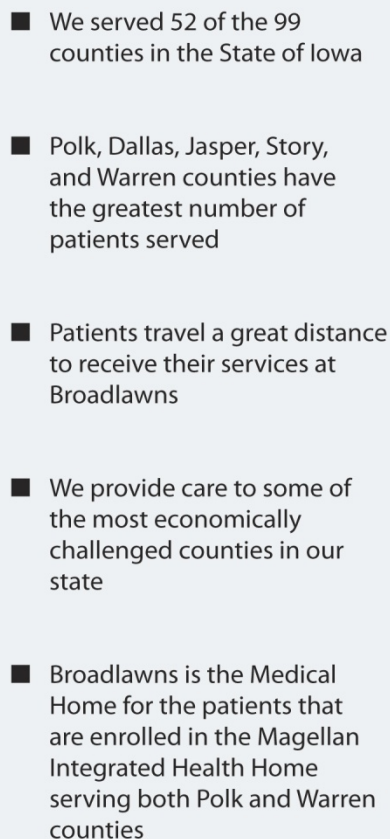 ■ We served 52 of the 99
counties in the State of Iowa
■ Polk, Dallas, Jasper, Story,
and Warren counties have
the greatest number of
patients served
■ Patients travel a great distance
to receive their services at
Broadlawns
■ We provide care to some of
the most economically
challenged counties in our
state
■ Broadlawns is the Medical
Home for the patients that
are enrolled in the Magellan
Integrated Health Home
serving both Polk and Warren
counties